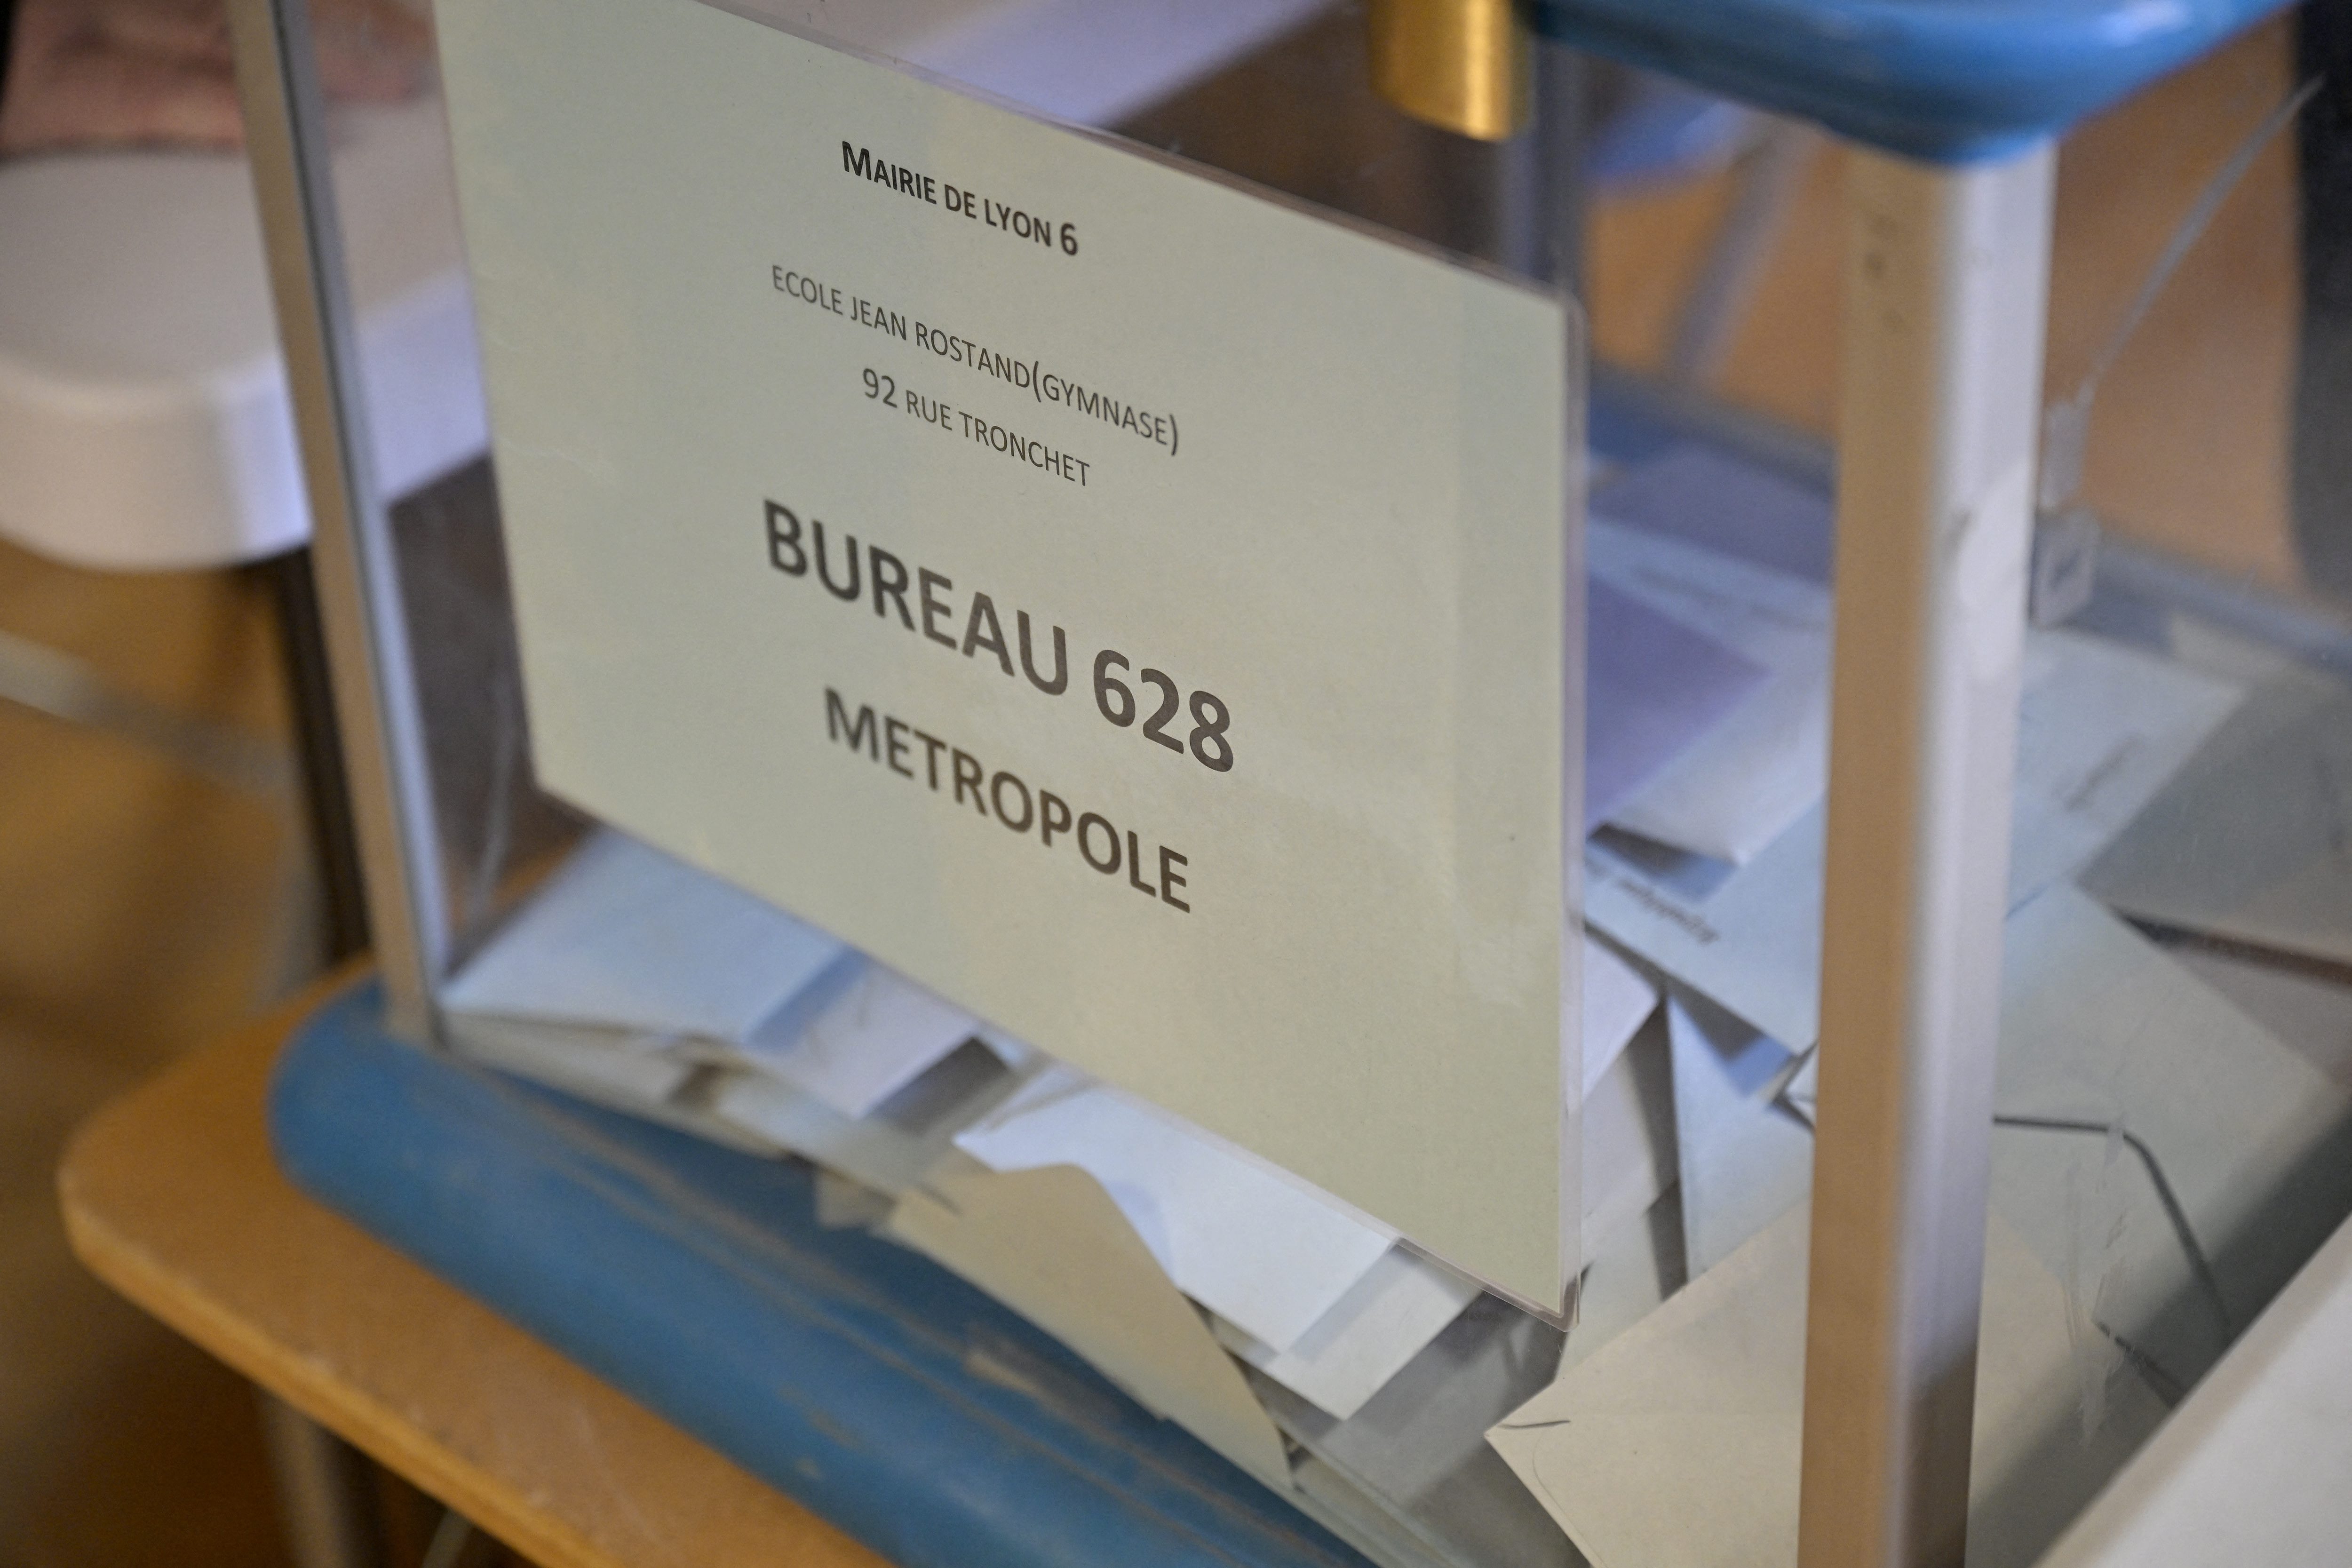 MAIRIE DE LYON 6
ECOLE JEAN ROSTAND(GYMNASE)
92 RUE TRONCHET
BUREAU 628
METROPOLE